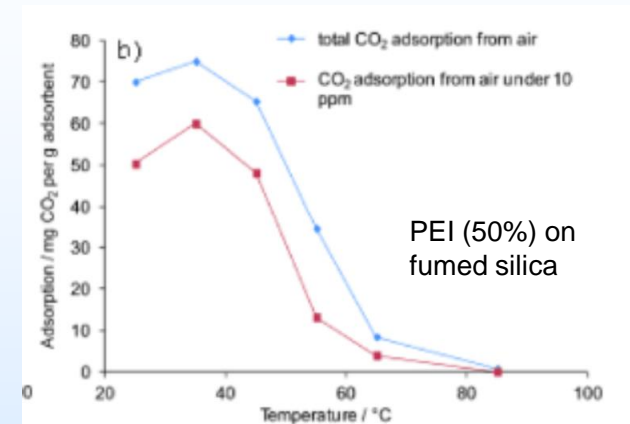 b)
total CO₂ adsorption from air
CO₂ adsorption from air under 10
ppm
Adsorption / mg CO₂ per g adsorbent
80
70
60
50
40
30
20
10
0
PEI (50%) on
fumed silica
0
20 40 60 80 100
Temperature / °C